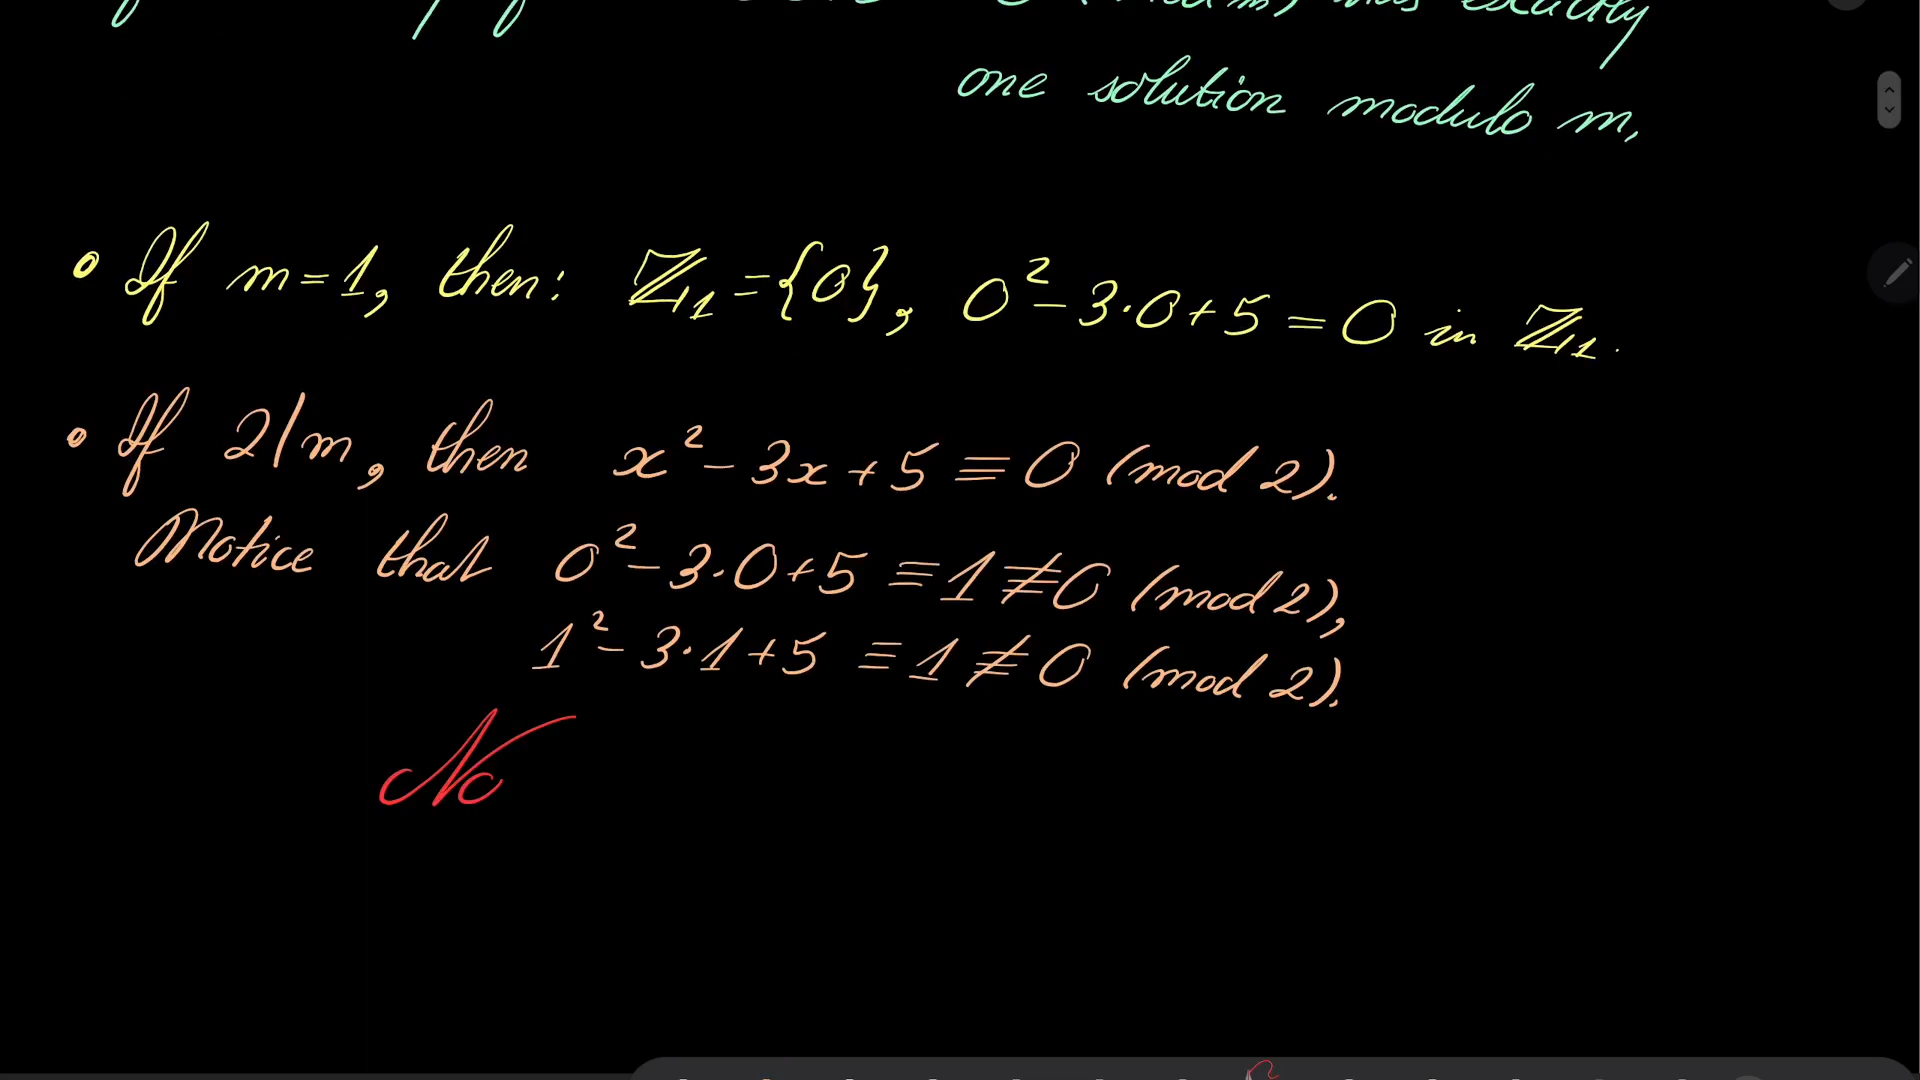 exactly
one solution modulo m.
• If m=1, then: ℤ₁={0}, 0²-3·0+5=0 in ℤ₁.
• If 2|m, then x²-3x+5≡0 (mod 2).
Notice that 0²-3·0+5≡1≢0 (mod 2),
1²-3·1+5≡1≢0 (mod 2).
No